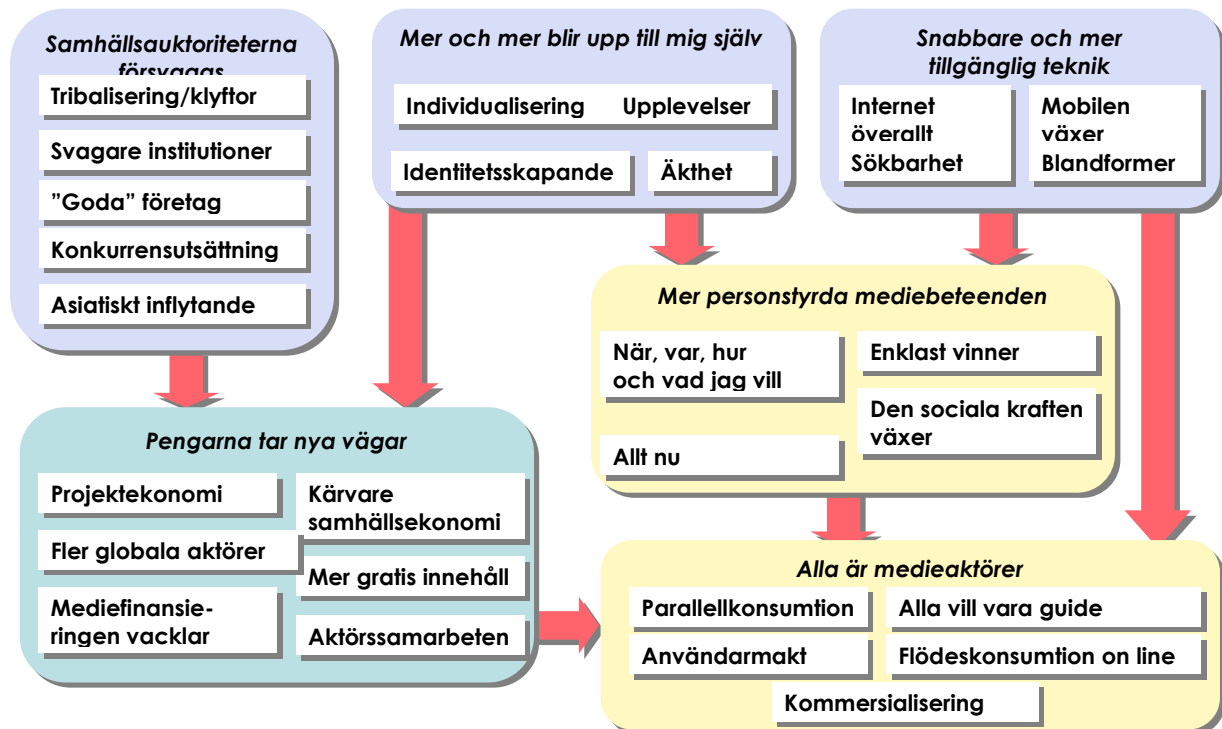 Samhällsauktoriteterna
försvagas
Tribalisering/klyftor
Svagare institutioner
”Goda” företag
Konkurrensutsättning
Asiatiskt inflytande
Mer och mer blir upp till mig själv
Individualisering Upplevelser
Identitetsskapande
Äkthet
Snabbare och mer
tillgänglig teknik
Internet
överallt
Sökbarhet
Mobilen
växer
Blandformer
Mer personstyrda mediebeteenden
När, var, hur
och vad jag vill
Allt nu
Enklast vinner
Den sociala kraften
växer
Pengarna tar nya vägar
Projektekonomi
Fler globala aktörer
Mediefinansie-
ringen vacklar
Kärvare
samhällsekonomi
Mer gratis innehåll
Aktörssamarbeten
Alla är medieaktörer
Parallellkonsumtion
Alla vill vara guide
Användarmakt
Flödeskonsumtion on line
Kommersialisering